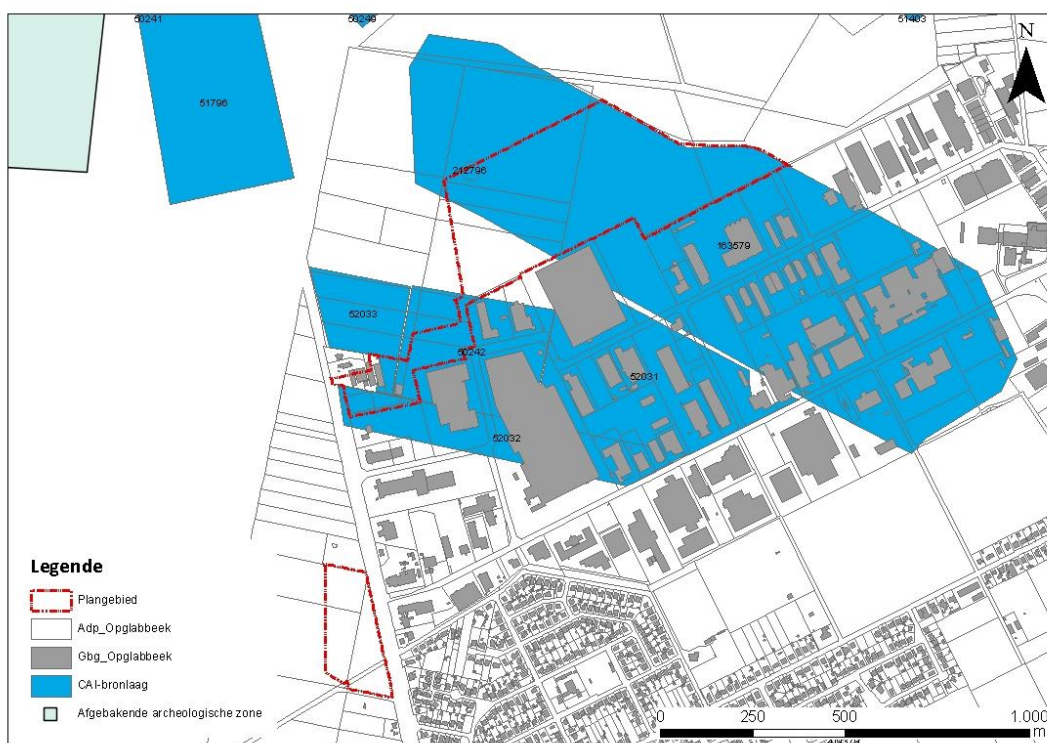 50241
50249
51403
N
51796
212796
163579
52033
50242
52031
52032
Legende
Plangebied
Adp_Opglabbeek
Gbg_Opglabbeek
CAI-bronlaag
Afgebakende archeologische zone
0 250 500 1.000
m